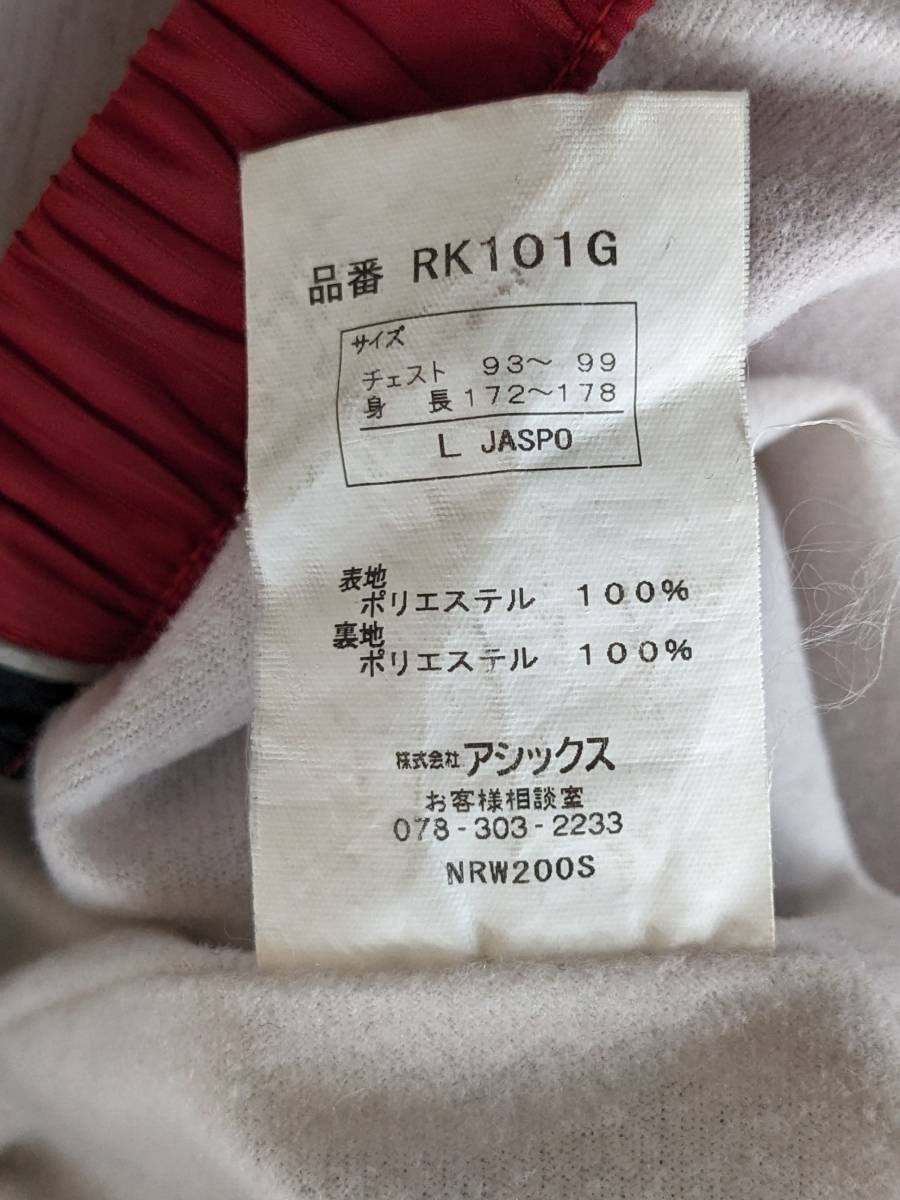 品番 RK101G
サイズ
チェスト 93～ 99
身 長 172～178
L JASPO
表地
ポリエステル 100%
裏地
ポリエステル 100%
株式会社アシックス
お客様相談室
078-303-2233
NRW200S